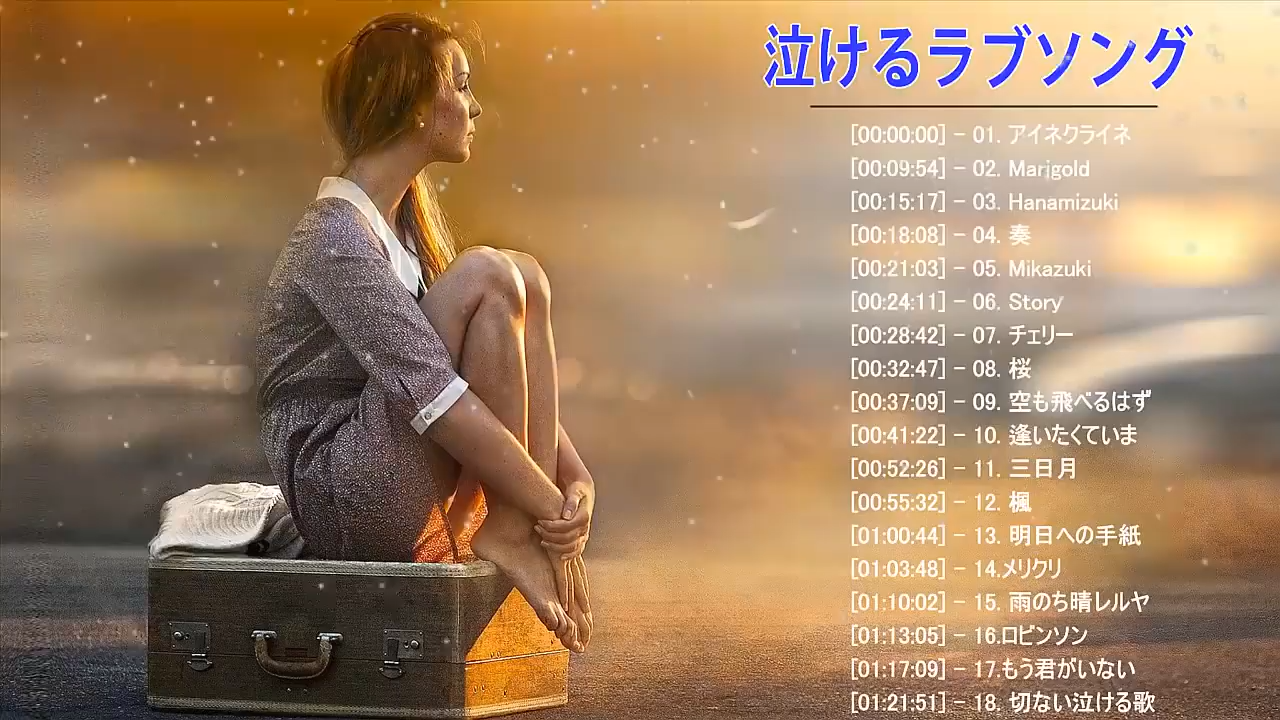 泣けるラブソング
[00:00:00] - 01. アイネクライネ
[00:09:54] - 02. Marigold
[00:15:17] - 03. Hanamizuki
[00:18:08] - 04. 奏
[00:21:03] - 05. Mikazuki
[00:24:11] - 06. Story
[00:28:42] - 07. チェリー
[00:32:47] - 08. 桜
[00:37:09] - 09. 空も飛べるはず
[00:41:22] - 10. 逢いたくていま
[00:52:26] - 11. 三日月
[00:55:32] - 12. 楓
[01:00:44] - 13. 明日への手紙
[01:03:48] - 14.メリクリ
[01:10:02] - 15. 雨のち晴レルヤ
[01:13:05] - 16.ロビンソン
[01:17:09] - 17.もう君がいない
[01:21:51] - 18. 切ない泣ける歌